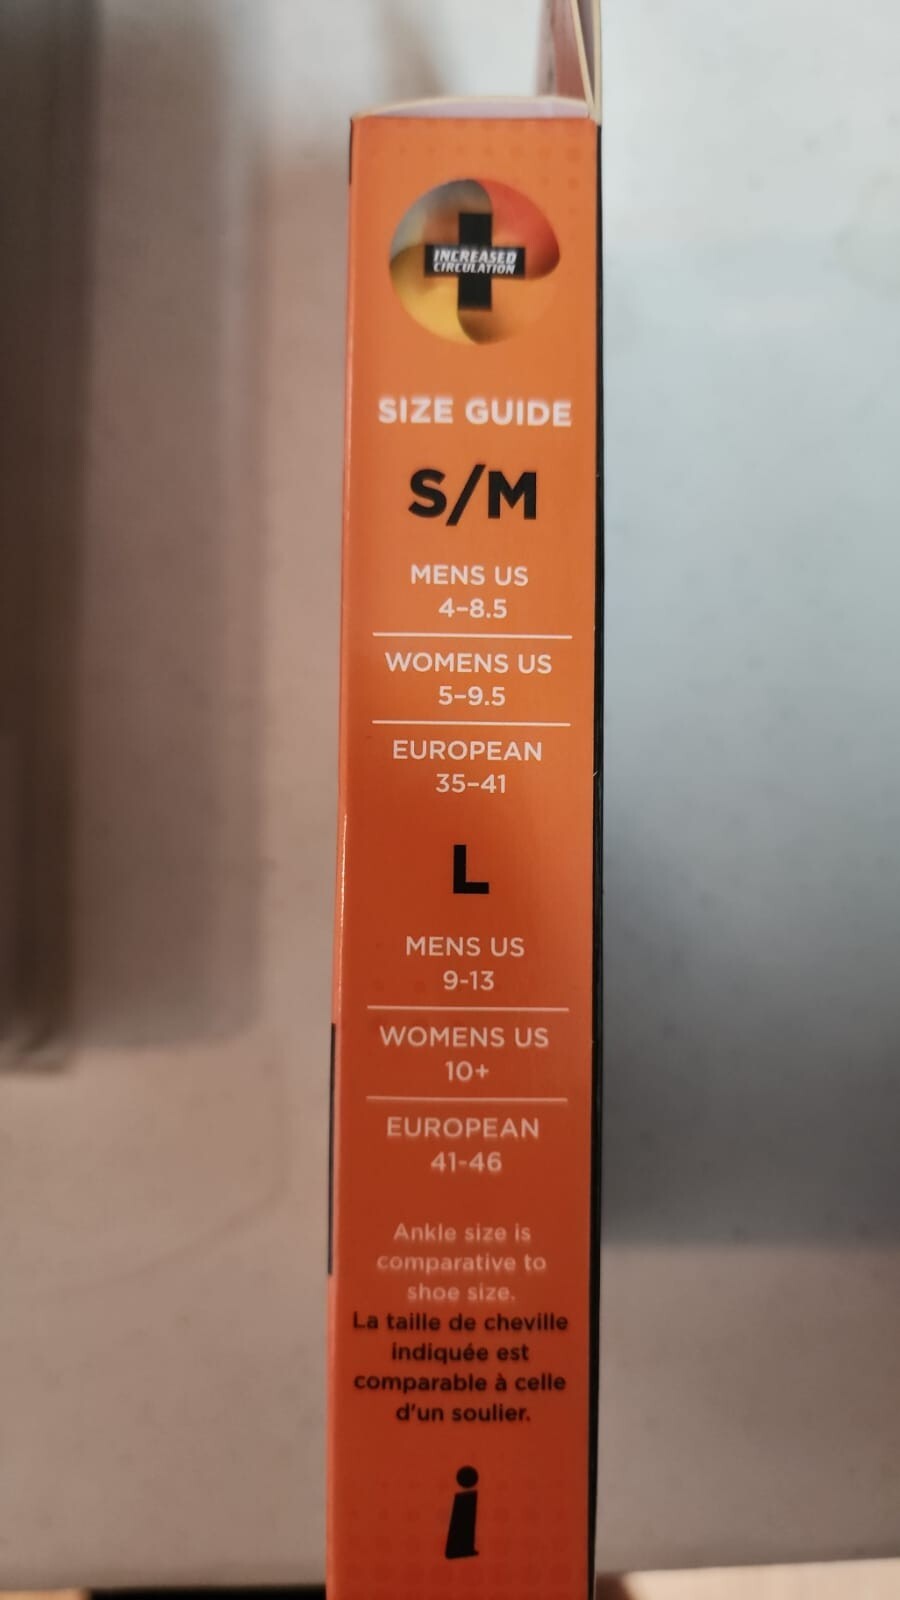 INCREASED
CIRCULATION
SIZE GUIDE
S/M
MENS US
4-8.5
WOMENS US
5-9.5
EUROPEAN
35-41
L
MENS US
9-13
WOMENS US
10+
EUROPEAN
41-46
Ankle size is
comparative to
shoe size.
La taille de cheville
indiquée est
comparable à celle
d'un soulier.
i